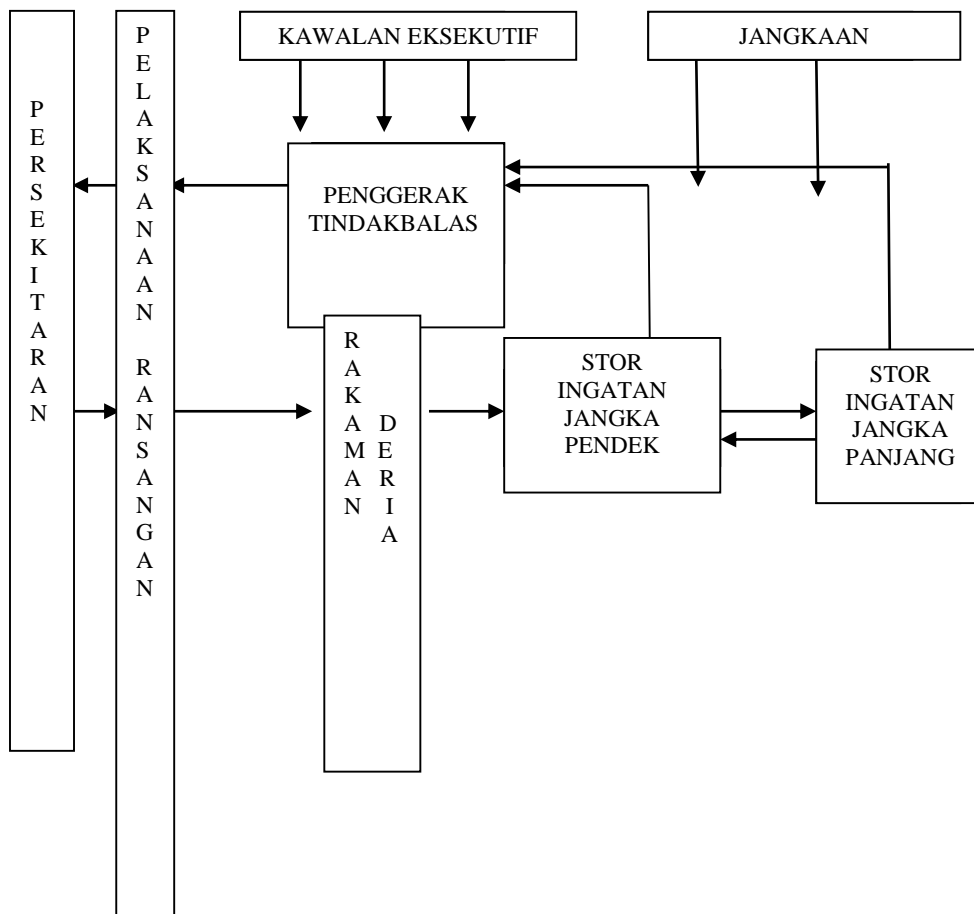 KAWALAN EKSEKUTIF
JANGKAAN
PERSEKITARAN
PELAKSANAAN RANSANGAN
PENGGERAK
TINDAKBALAS
RAKAMAN
DERIA
STOR
INGATAN
JANGKA
PENDEK
STOR
INGATAN
JANGKA
PANJANG